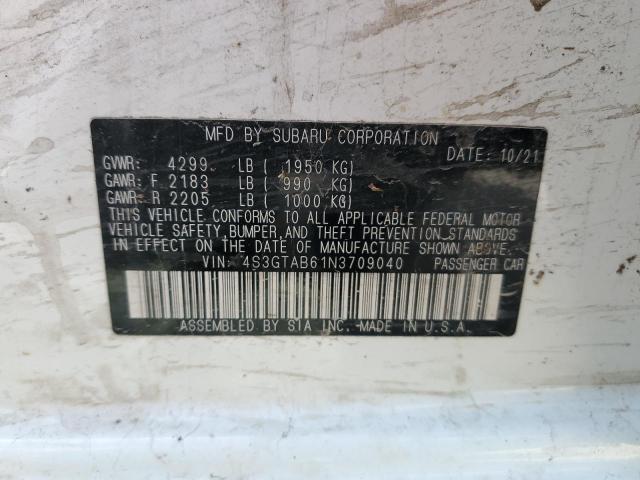 MFD BY SUBARU CORPORATION
DATE: 10/21
GVWR: 4299 LB ( 1950 KG)
GAWR: F 2183 LB ( 990 KG)
GAWR: R 2205 LB ( 1000 KG)
THIS VEHICLE CONFORMS TO ALL APPLICABLE FEDERAL MOTOR
VEHICLE SAFETY, BUMPER, AND THEFT PREVENTION STANDARDS
IN EFFECT ON THE DATE OF MANUFACTURE SHOWN ABOVE.
VIN: 4S3GTAB61N3709040 PASSENGER CAR
ASSEMBLED BY SIA INC. MADE IN U.S.A.